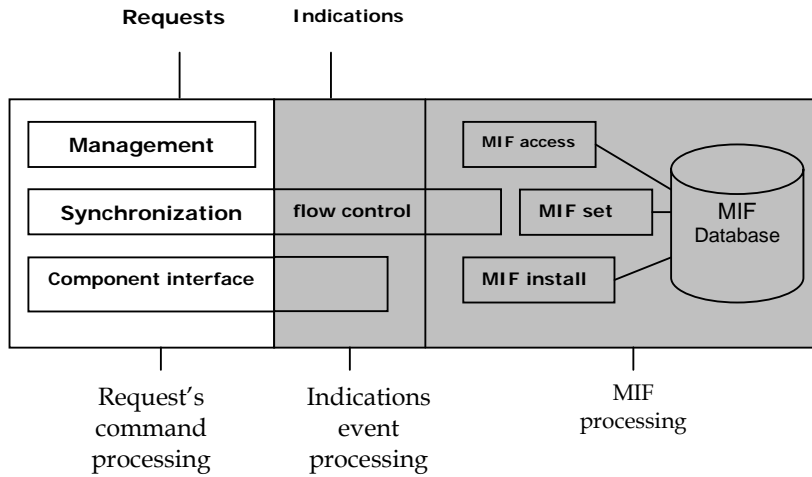 Requests
Indications
Management
MIF access
Synchronization flow control
MIF set
MIF
Database
Component interface
MIF install
Request's
command
processing
Indications
event
processing
MIF
processing